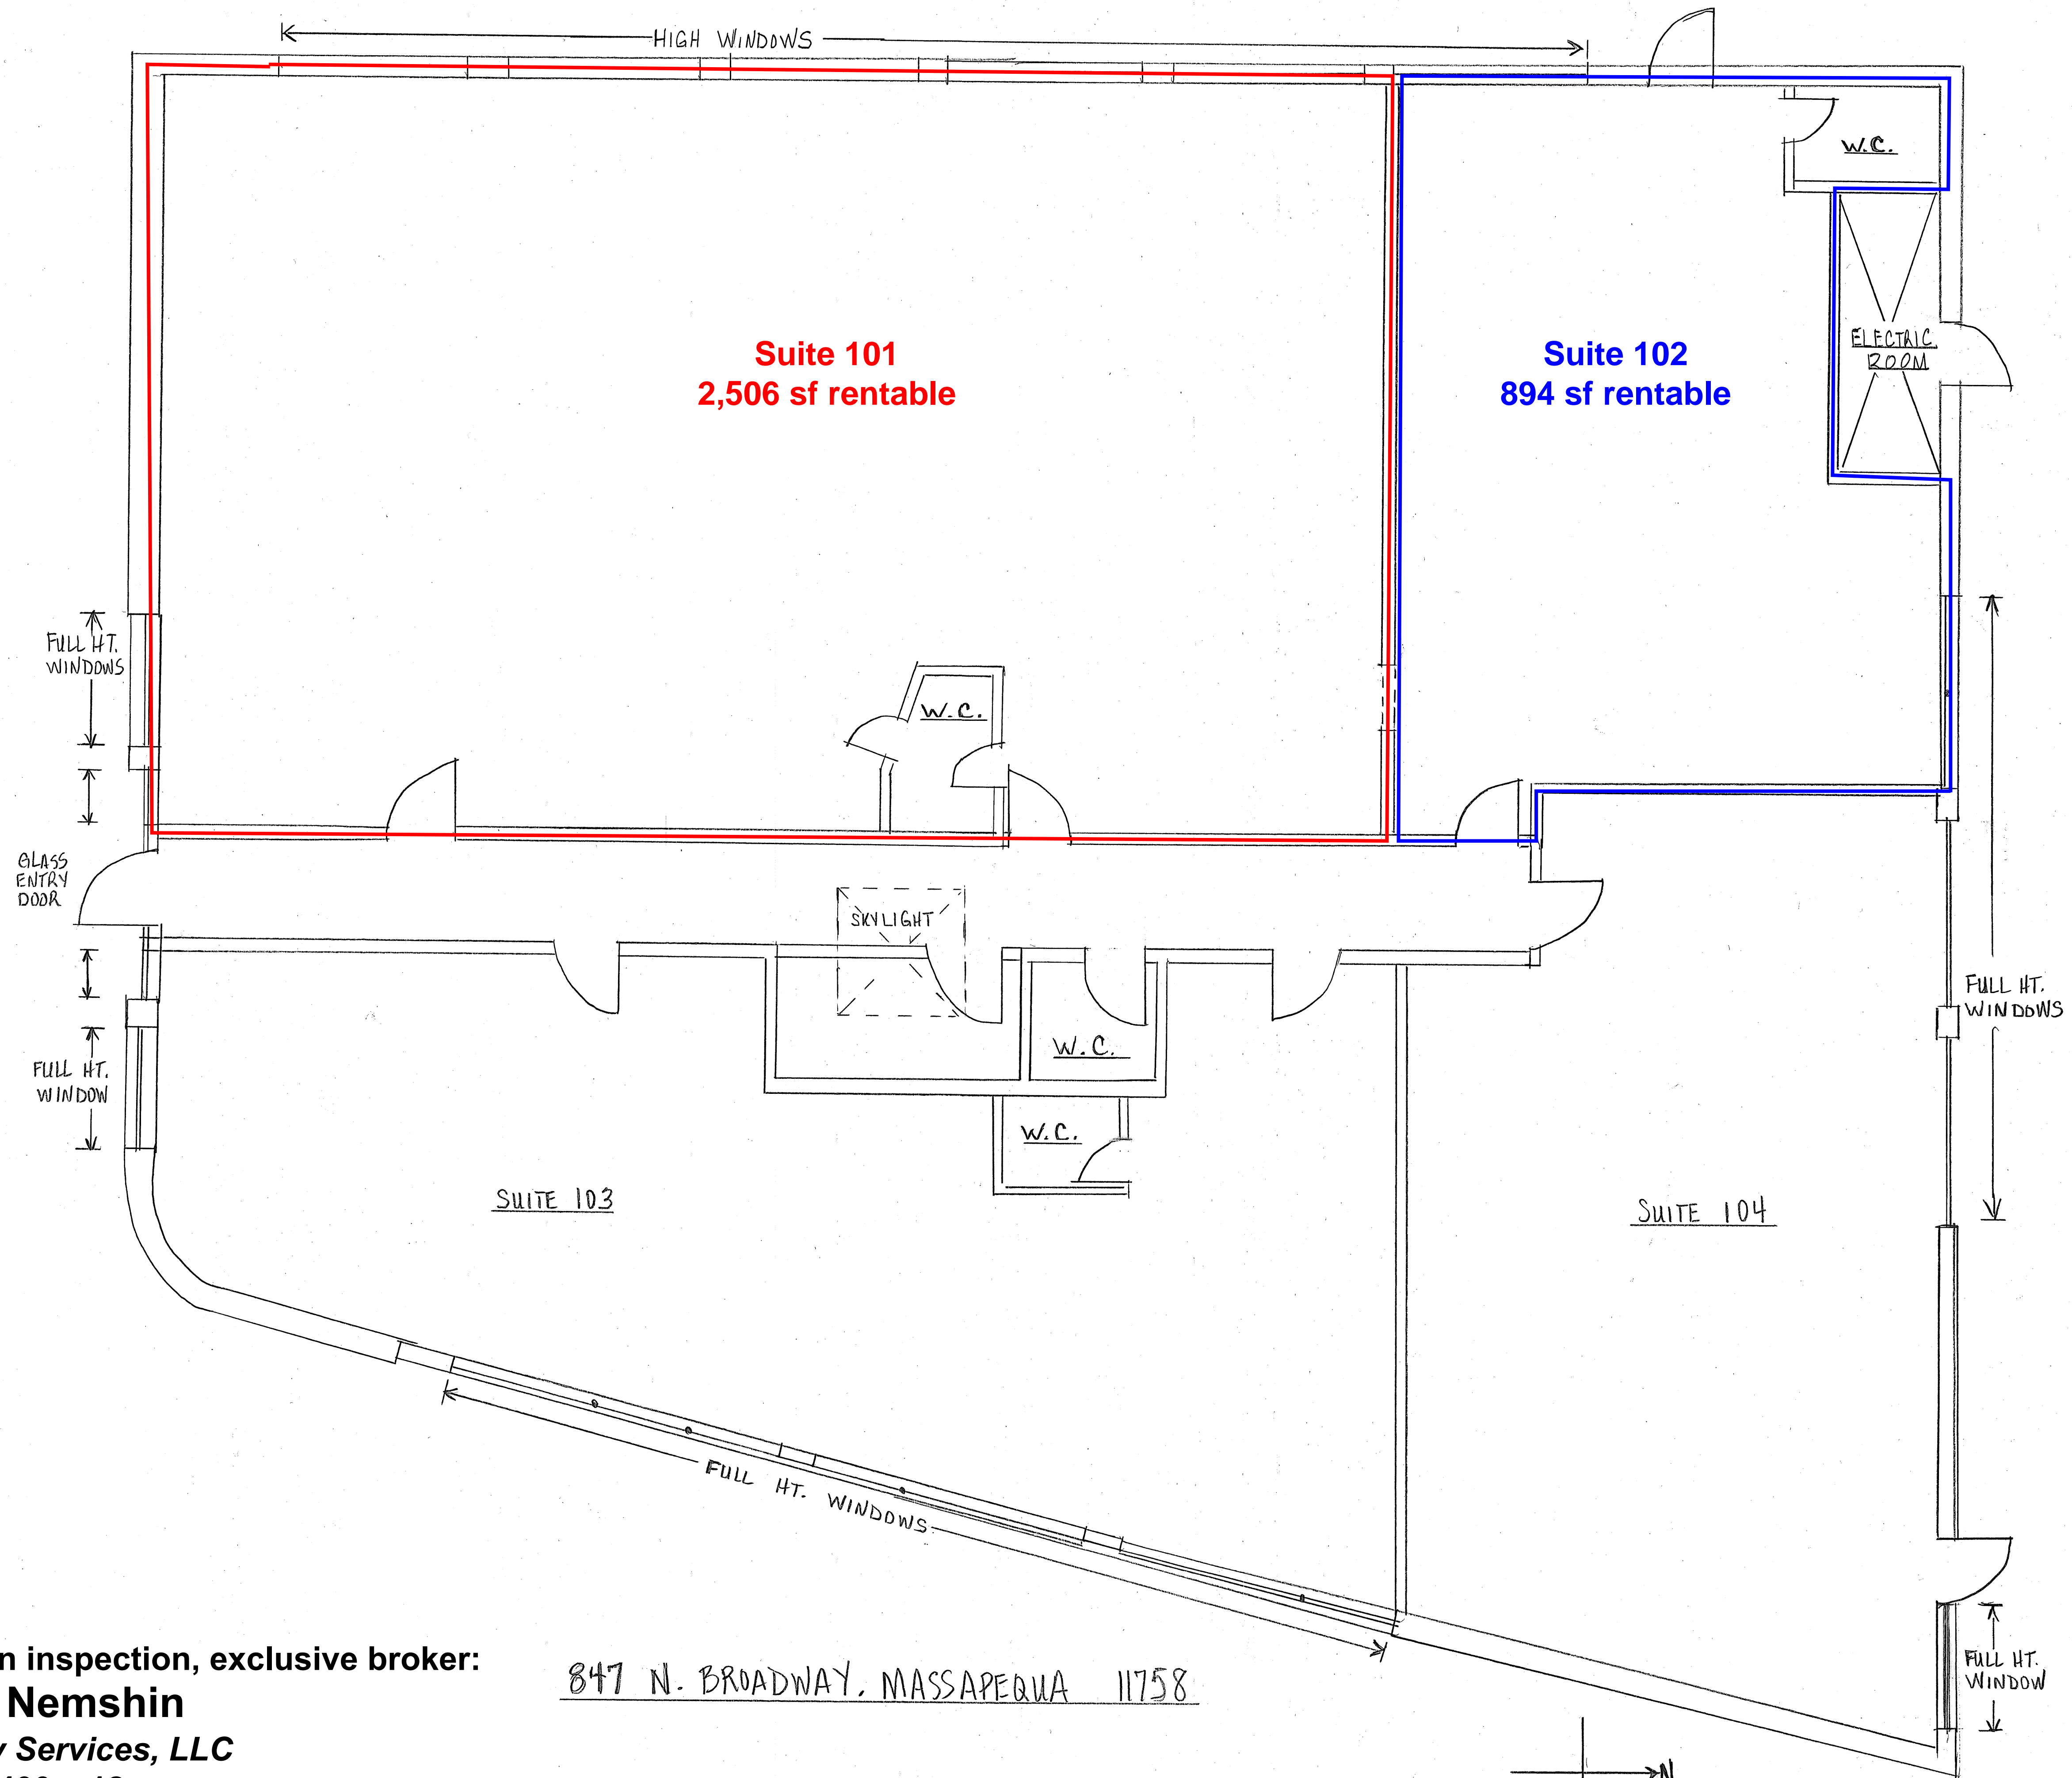 HIGH WINDOWS
W.C.
Suite 101
2,506 sf rentable
Suite 102
894 sf rentable
ELECTRIC
ROOM
FULL HT.
WINDOWS
W.C.
GLASS
ENTRY
DOOR
SKYLIGHT
FULL HT.
WINDOWS
W.C.
FULL HT.
WINDOW
W.C.
SUITE 103
SUITE 104
FULL HT. WINDOWS
n inspection, exclusive broker:
Nemshin
y Services, LLC
847 N. BROADWAY, MASSAPEQUA 11758
FULL HT.
WINDOW
N